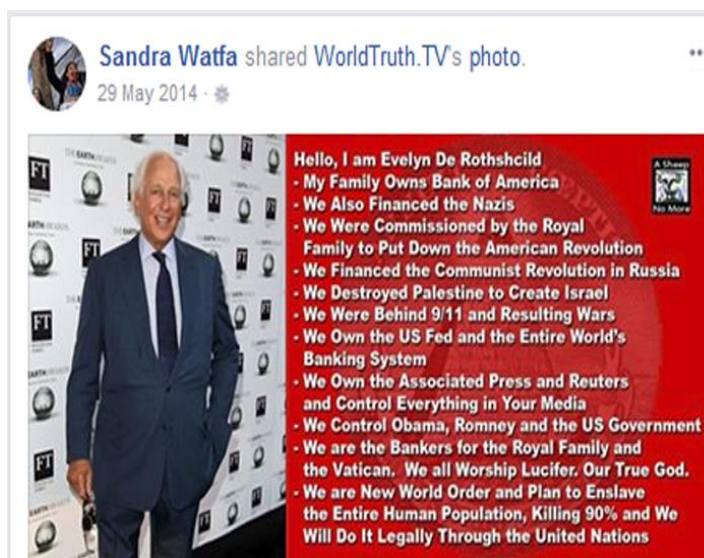 Sandra Watfa shared WorldTruth.TV's photo.
29 May 2014
THE EARTH AWARDS
FT
Hello, I am Evelyn De Rothshcild
- My Family Owns Bank of America
- We Also Financed the Nazis
- We Were Commissioned by the Royal
Family to Put Down the American Revolution
- We Financed the Communist Revolution in Russia
- We Destroyed Palestine to Create Israel
- We Were Behind 9/11 and Resulting Wars
- We Own the US Fed and the Entire World's
Banking System
- We Own the Associated Press and Reuters
and Control Everything in Your Media
- We Control Obama, Romney and the US Government
- We are the Bankers for the Royal Family and
the Vatican. We all Worship Lucifer. Our True God.
- We are New World Order and Plan to Enslave
the Entire Human Population, Killing 90% and We
Will Do It Legally Through the United Nations
A Sheep
No More